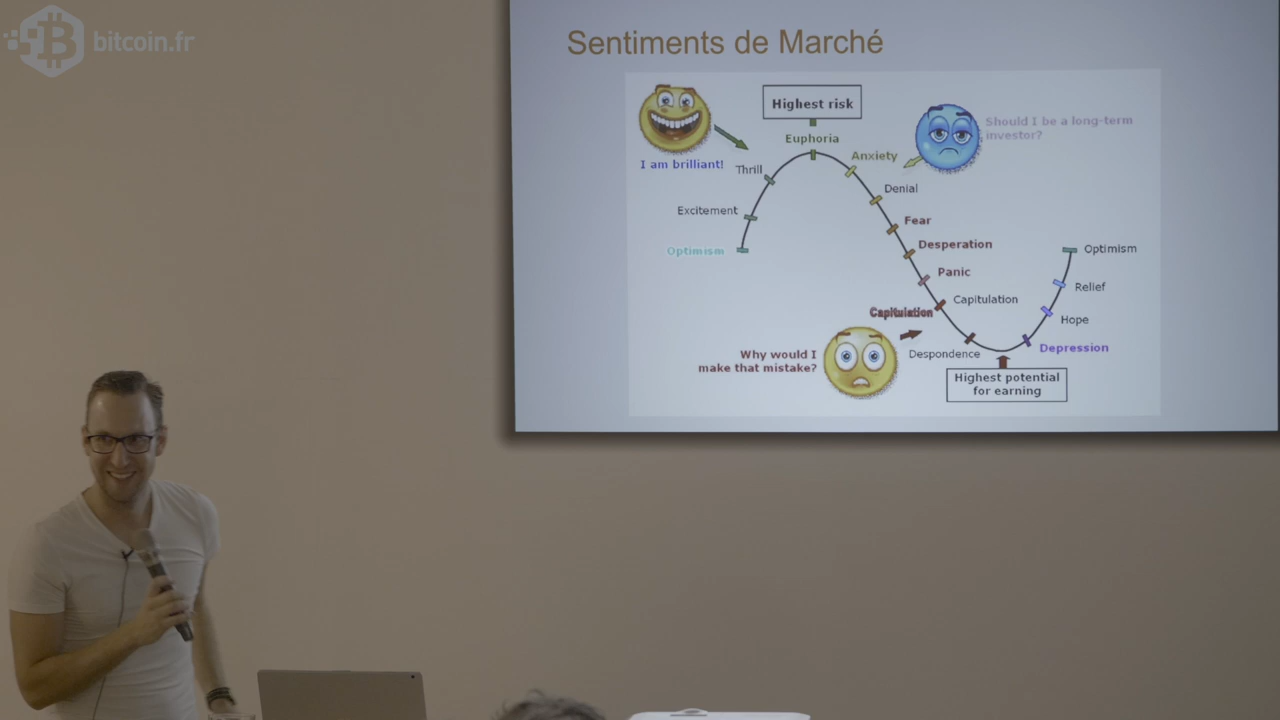 bitcoin.fr
Sentiments de Marché
Highest risk
Euphoria
I am brilliant!
Thrill
Anxiety
Should I be a long-term
investor?
Excitement
Denial
Optimism
Fear
Desperation
Panic
Capitulation
Capitulation
Despondence
Why would I
make that mistake?
Highest potential
for earning
Depression
Hope
Relief
Optimism